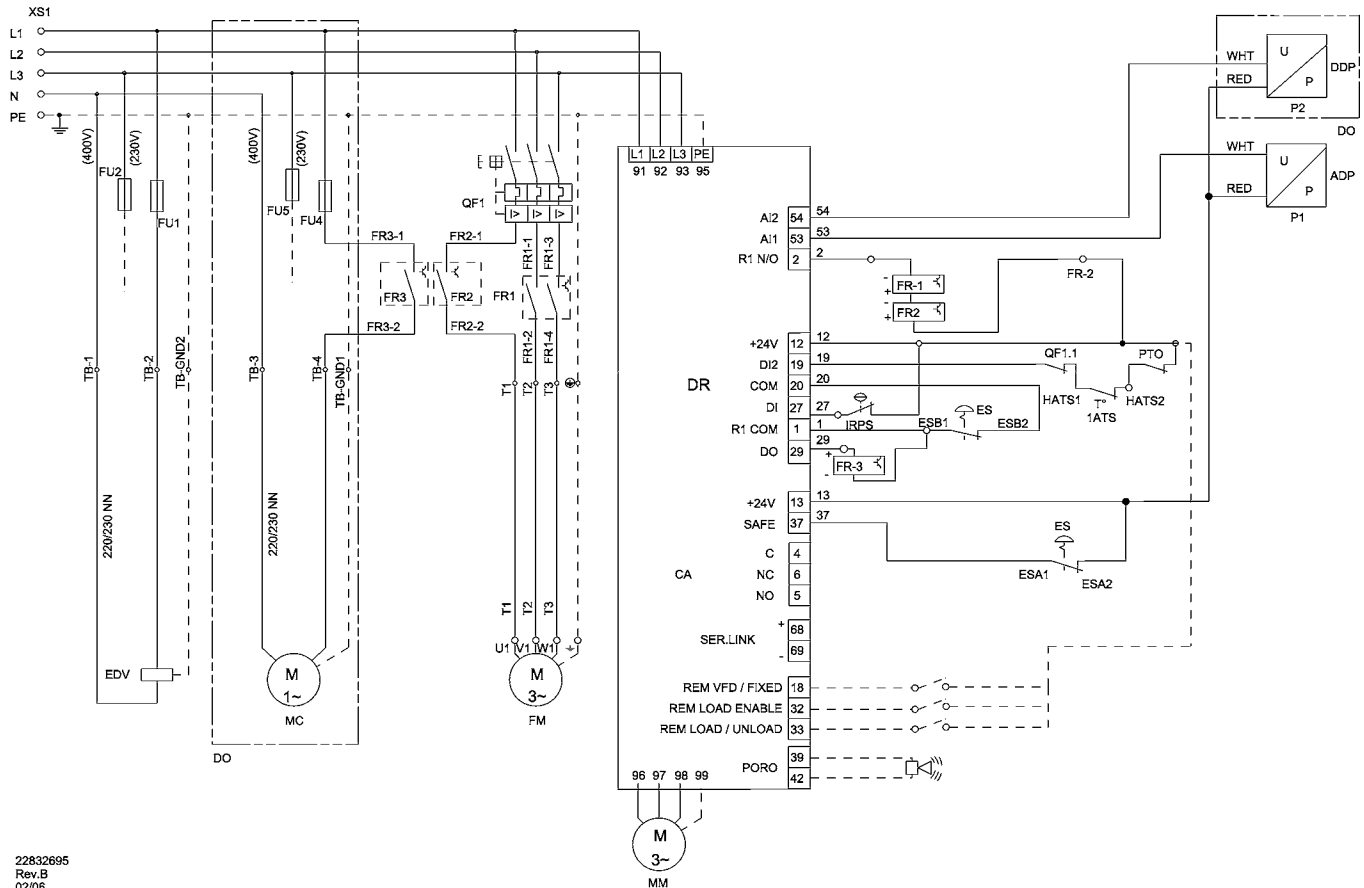 XS1
L1
L2
L3
N
PE
(400V)
(230V)
FU2
FU1
(400V)
(230V)
FU5
FU4
TB-1
TB-2
TB-GND2
TB-3
TB-4
TB-GND1
220/230 NN
220/230 NN
EDV
M
1~
MC
DO
FR3-1
FR2-1
FR3
FR2
FR3-2
FR2-2
QF1
I> I> I>
FR1-1
FR1-3
FR1
FR1-2
FR1-4
T1
T2
T3
T1
T2
T3
U1 V1 W1
M
3~
FM
L1 L2 L3 PE
91 92 93 95
DR
CA
AI2 54 54
AI1 53 53
R1 N/O 2 2
+24V 12 12
DI2 19 19
COM 20 20
DI 27 27
R1 COM 1 1
DO 29 29
+24V 13 13
SAFE 37 37
C 4
NC 6
NO 5
SER.LINK
+ 68
- 69
REM VFD / FIXED 18
REM LOAD ENABLE 32
REM LOAD / UNLOAD 33
PORO
39
42
96 97 98 99
M
3~
MM
- FR-1
+
- FR2
+
FR-2
QF1.1
PTO
HATS1
T°
1ATS
HATS2
IRPS
ESB1
ES
ESB2
+ FR-3
-
ES
ESA1
ESA2
WHT
RED
U
P
DDP
P2
DO
WHT
RED
U
P
ADP
P1
22832695
Rev.B
02/06